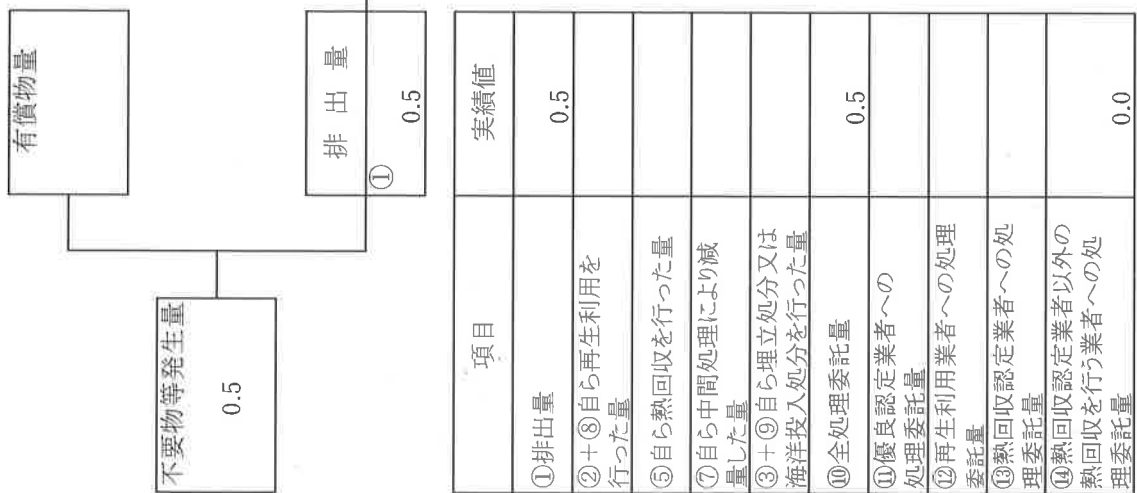 有償物量
不要物等発生量
0.5
排出量
①
0.5
項目
実績値
①排出量
0.5
②+⑧自ら再生利用を
行った量
⑤自ら熱回収を行った量
⑦自ら中間処理により減
量した量
③+⑨自ら埋立処分又は
海洋投入処分を行った量
⑩全処理委託量
0.5
⑪優良認定業者への
処理委託量
⑫再生利用業者への処理
委託量
⑬熱回収認定業者への処
理委託量
⑭熱回収認定業者以外の
熱回収を行う業者への処
理委託量
0.0